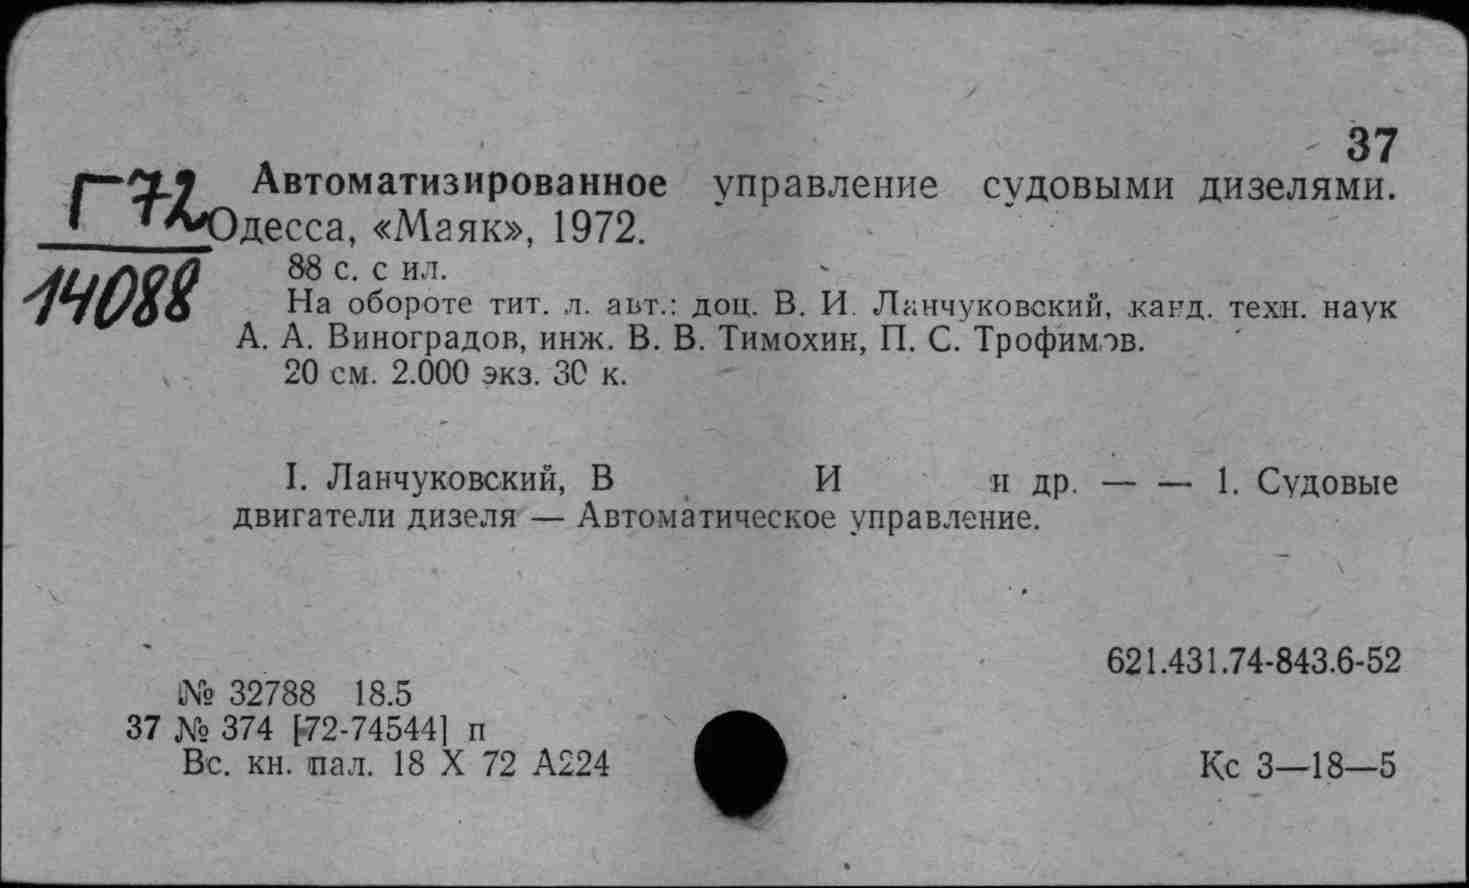 37
Г72
14088
Автоматизированное управление судовыми дизелями.
Одесса, «Маяк», 1972.
88 с. с ил.
На обороте тит. л. авт.: доц. В. И. Ланчуковский, канд. техн. наук
А. А. Виноградов, инж. В. В. Тимохин, П. С. Трофимов.
20 см. 2.000 экз. 30 к.
I. Ланчуковский, В И и др. — — 1. Судовые
двигатели дизеля — Автоматическое управление.
621.431.74-843.6-52
№ 32788 18.5
37 № 374 [72-74544] п
Вс. кн. пал. 18 X 72 А224
Кс 3—18—5